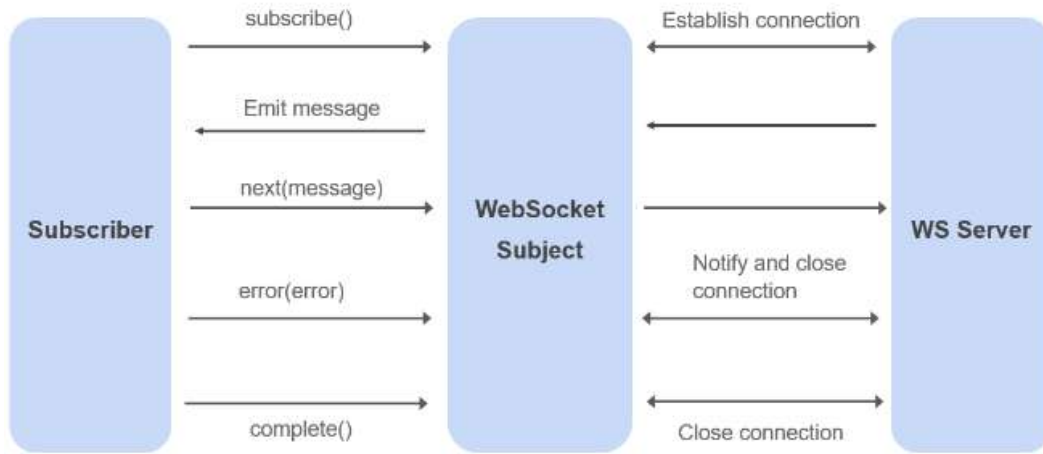 subscribe()
Establish connection
Emit message
next(message)
Subscriber
WebSocket
Subject
WS Server
error(error)
Notify and close
connection
complete()
Close connection